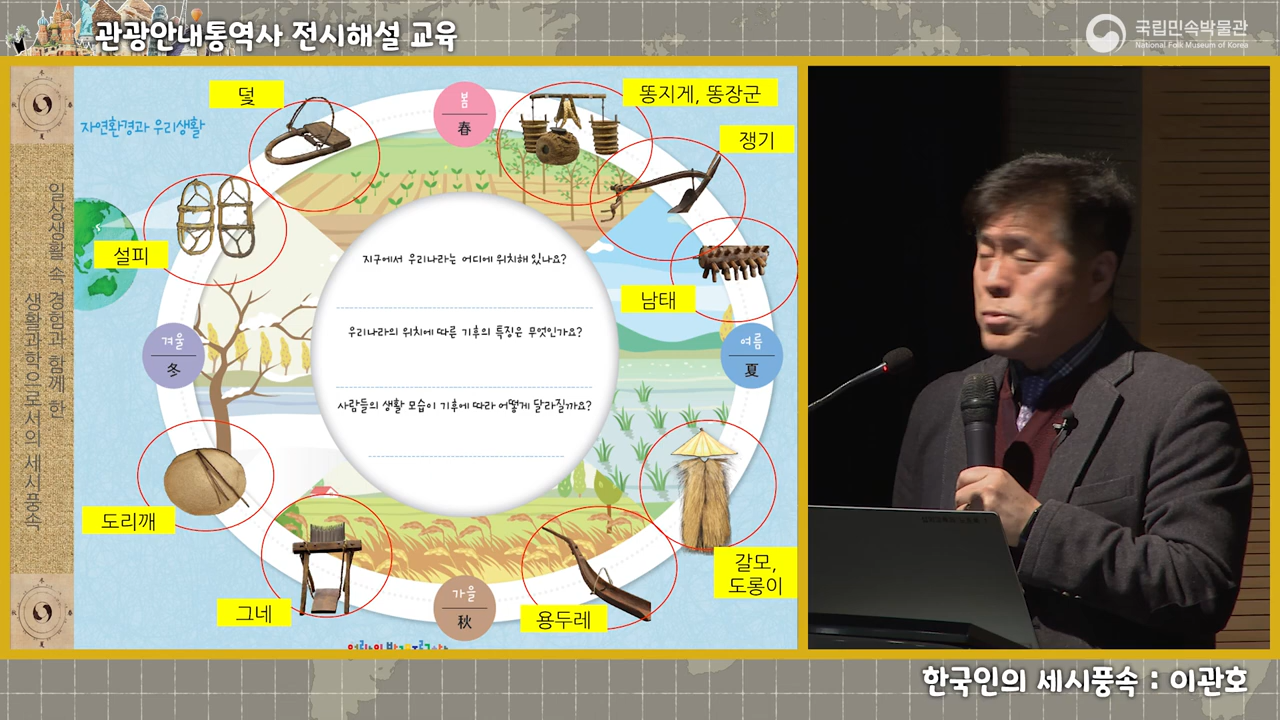 관광안내통역사 전시해설 교육
국립민속박물관
National Folk Museum of Korea
자연환경과 우리생활
일상생활 속 경험과 함께 한
생활과학으로서의 세시풍속
덫
봄
春
똥지게, 똥장군
쟁기
설피
남태
지구에서 우리나라는 어디에 위치해 있나요?
우리나라의 위치에 따른 기후의 특징은 무엇인가요?
사람들의 생활 모습이 기후에 따라 어떻게 달라질까요?
겨울
冬
여름
夏
도리깨
갈모,
도롱이
그네
가을
秋
용두레
한국인의 세시풍속 : 이관호